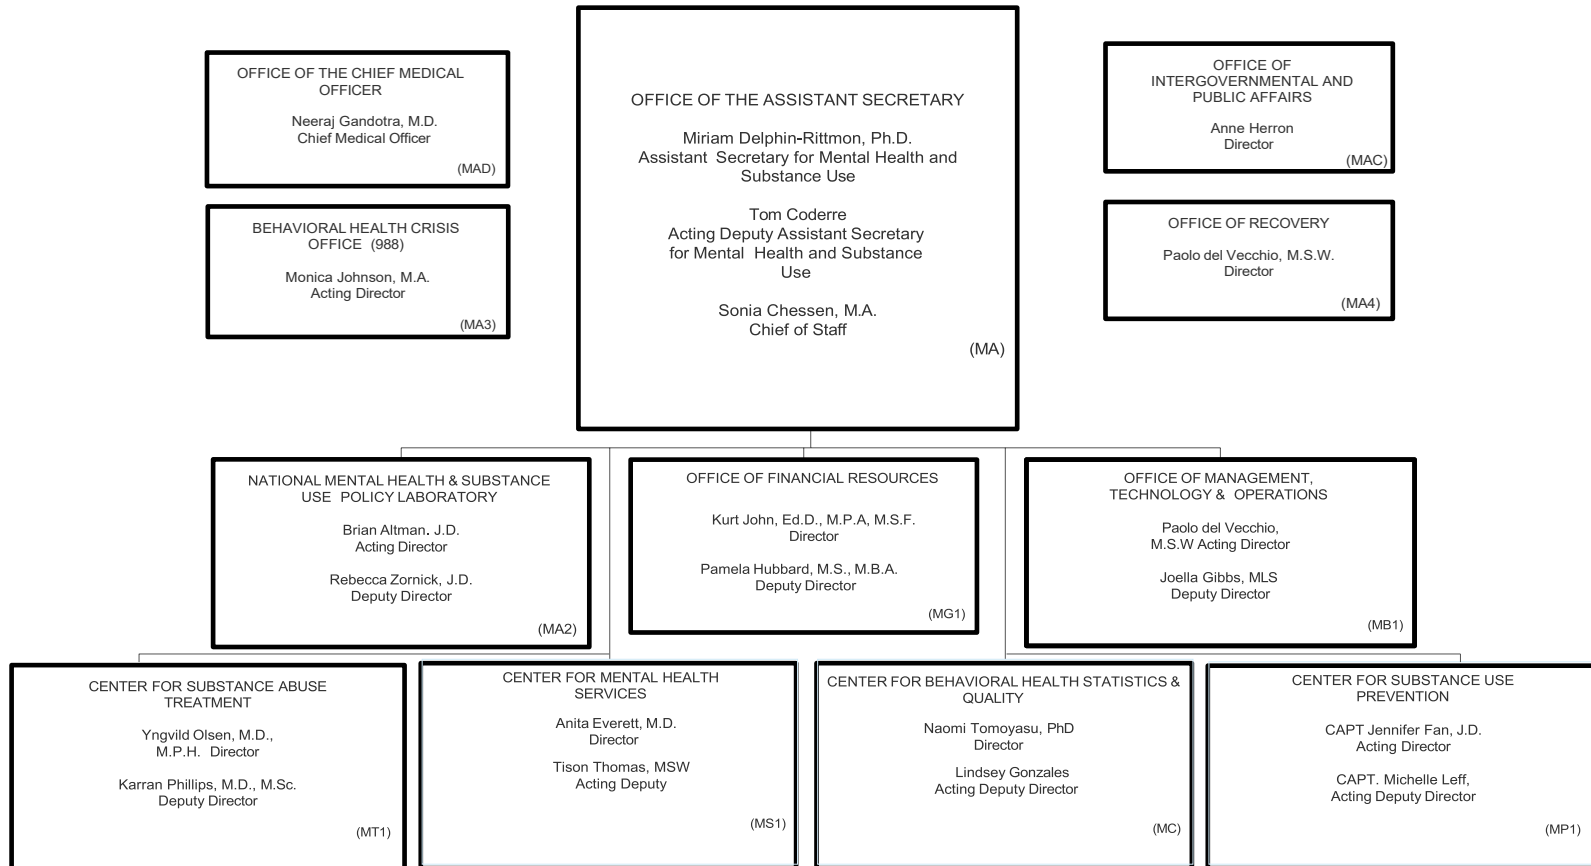 OFFICE OF THE CHIEF MEDICAL
OFFICER
Neeraj Gandotra, M.D.
Chief Medical Officer
(MAD)
BEHAVIORAL HEALTH CRISIS
OFFICE (988)
Monica Johnson, M.A.
Acting Director
(MA3)
OFFICE OF THE ASSISTANT SECRETARY
Miriam Delphin-Rittmon, Ph.D.
Assistant Secretary for Mental Health and
Substance Use
Tom Coderre
Acting Deputy Assistant Secretary
for Mental Health and Substance
Use
Sonia Chessen, M.A.
Chief of Staff
(MA)
OFFICE OF
INTERGOVERNMENTAL AND
PUBLIC AFFAIRS
Anne Herron
Director
(MAC)
OFFICE OF RECOVERY
Paolo del Vecchio, M.S.W.
Director
(MA4)
NATIONAL MENTAL HEALTH & SUBSTANCE
USE POLICY LABORATORY
Brian Altman. J.D.
Acting Director
Rebecca Zornick, J.D.
Deputy Director
(MA2)
OFFICE OF FINANCIAL RESOURCES
Kurt John, Ed.D., M.P.A, M.S.F.
Director
Pamela Hubbard, M.S., M.B.A.
Deputy Director
(MG1)
OFFICE OF MANAGEMENT,
TECHNOLOGY & OPERATIONS
Paolo del Vecchio,
M.S.W Acting Director
Joella Gibbs, MLS
Deputy Director
(MB1)
CENTER FOR SUBSTANCE ABUSE
TREATMENT
Yngvild Olsen, M.D.,
M.P.H. Director
Karran Phillips, M.D., M.Sc.
Deputy Director
(MT1)
CENTER FOR MENTAL HEALTH
SERVICES
Anita Everett, M.D.
Director
Tison Thomas, MSW
Acting Deputy
(MS1)
CENTER FOR BEHAVIORAL HEALTH STATISTICS &
QUALITY
Naomi Tomoyasu, PhD
Director
Lindsey Gonzales
Acting Deputy Director
(MC)
CENTER FOR SUBSTANCE USE
PREVENTION
CAPT Jennifer Fan, J.D.
Acting Director
CAPT. Michelle Leff,
Acting Deputy Director
(MP1)